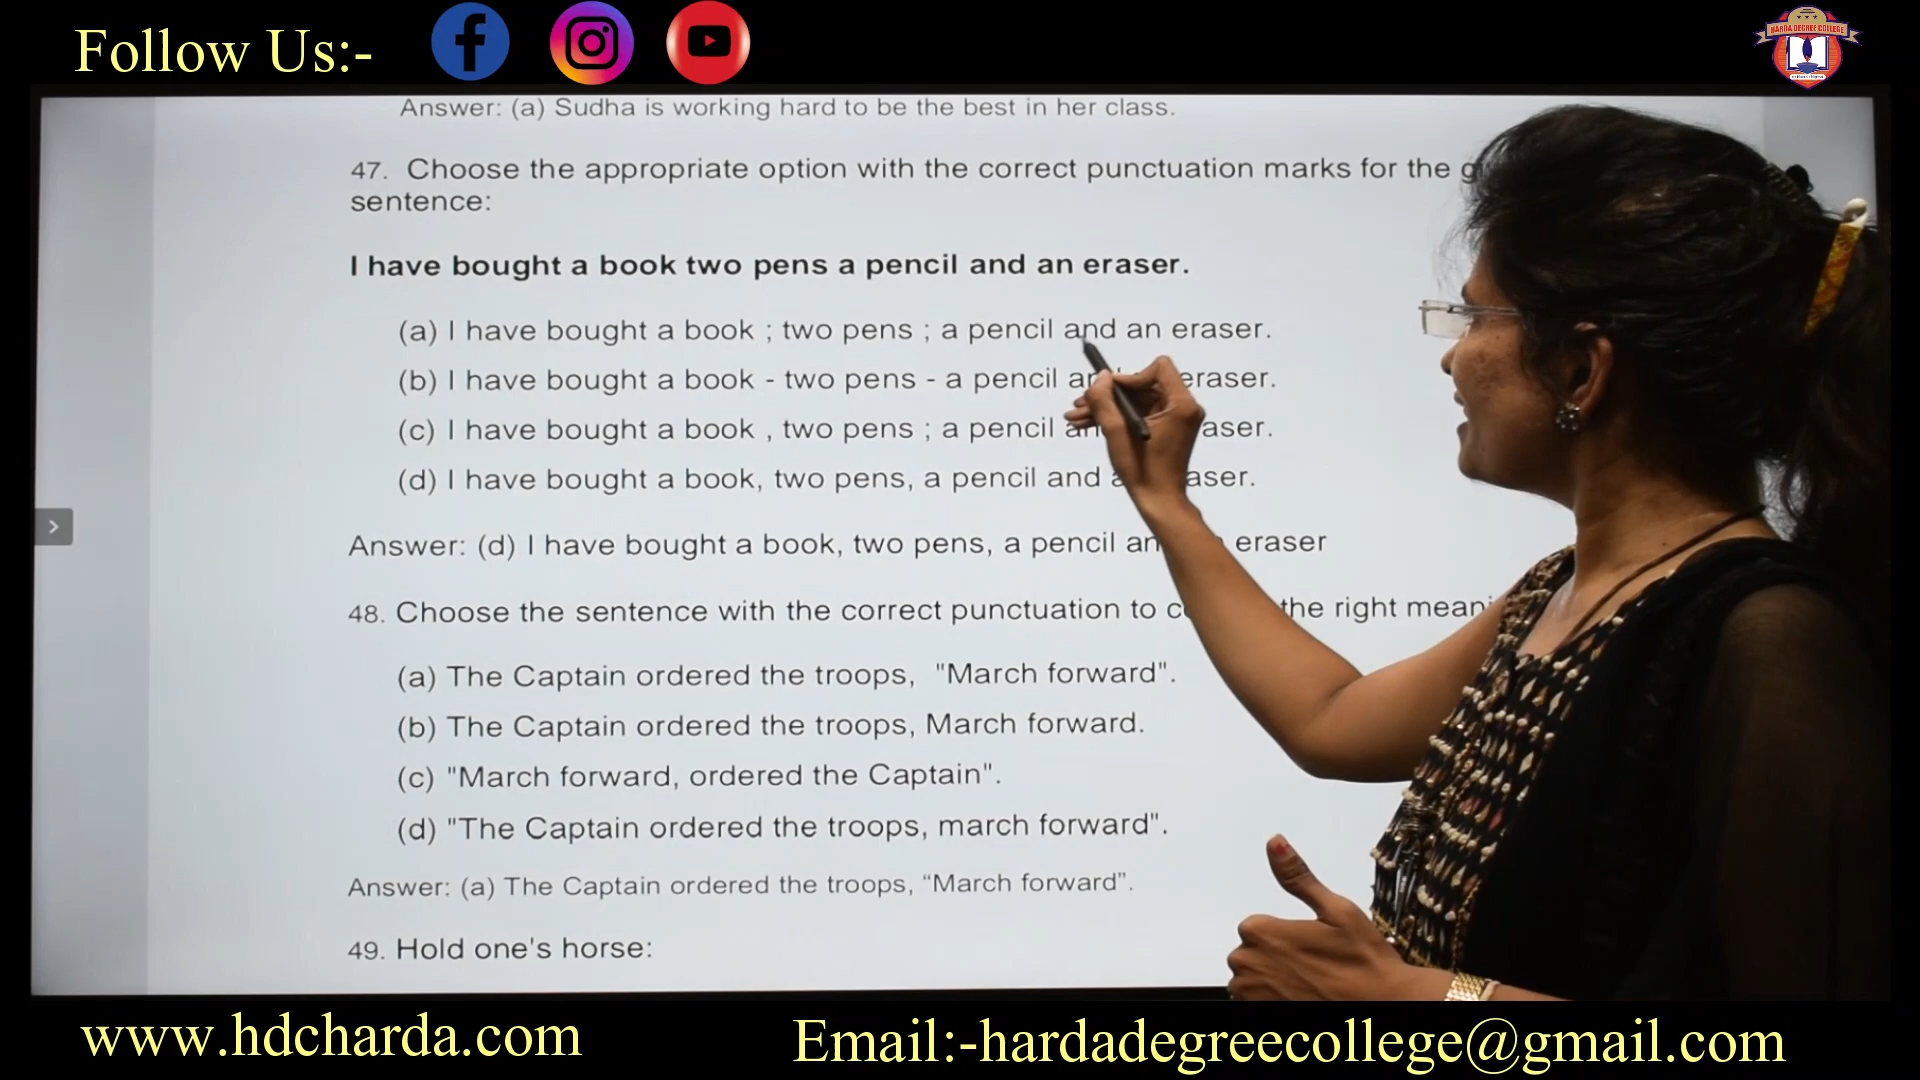 Follow Us:-
HARDA DEGREE COLLEGE
Answer: (a) Sudha is working hard to be the best in her class.
47. Choose the appropriate option with the correct punctuation marks for the
sentence:
I have bought a book two pens a pencil and an eraser.
(a) I have bought a book ; two pens ; a pencil and an eraser.
(b) I have bought a book - two pens - a pencil eraser.
(c) I have bought a book , two pens ; a pencil
(d) I have bought a book, two pens, a pencil and
Answer: (d) I have bought a book, two pens, a pencil eraser
48. Choose the sentence with the correct punctuation to the right
(a) The Captain ordered the troops, "March forward".
(b) The Captain ordered the troops, March forward.
(c) "March forward, ordered the Captain".
(d) "The Captain ordered the troops, march forward".
Answer: (a) The Captain ordered the troops, “March forward”.
49. Hold one's horse:
www.hdcharda.com
Email:-hardadegreecollege@gmail.com